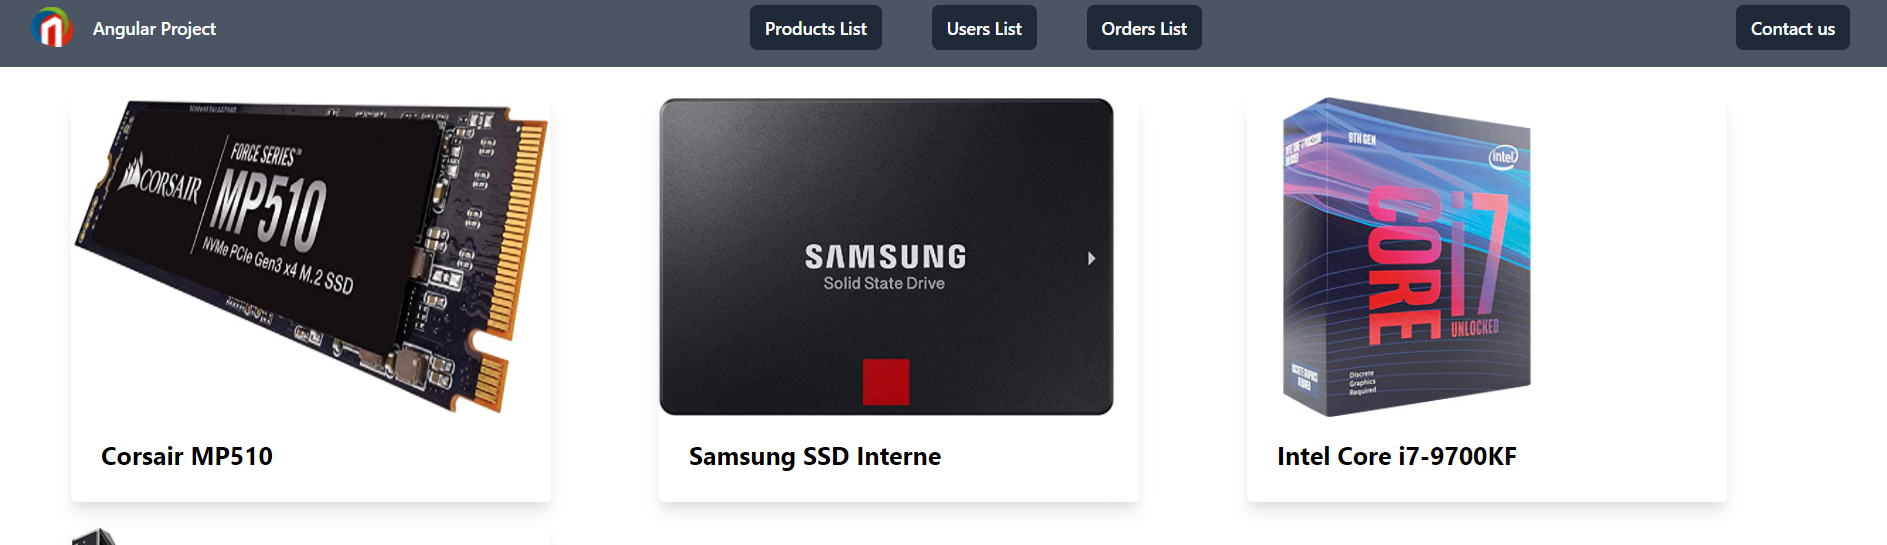 Angular Project
Products List
Users List
Orders List
Contact us
CORSAIR
FORCE SERIES™
MP510
NVMe PCIe Gen3 x4 M.2 SSD
SAMSUNG
Solid State Drive
9TH GEN
intel
CORE i7
UNLOCKED
Discrete
Graphics
Required
Corsair MP510
Samsung SSD Interne
Intel Core i7-9700KF